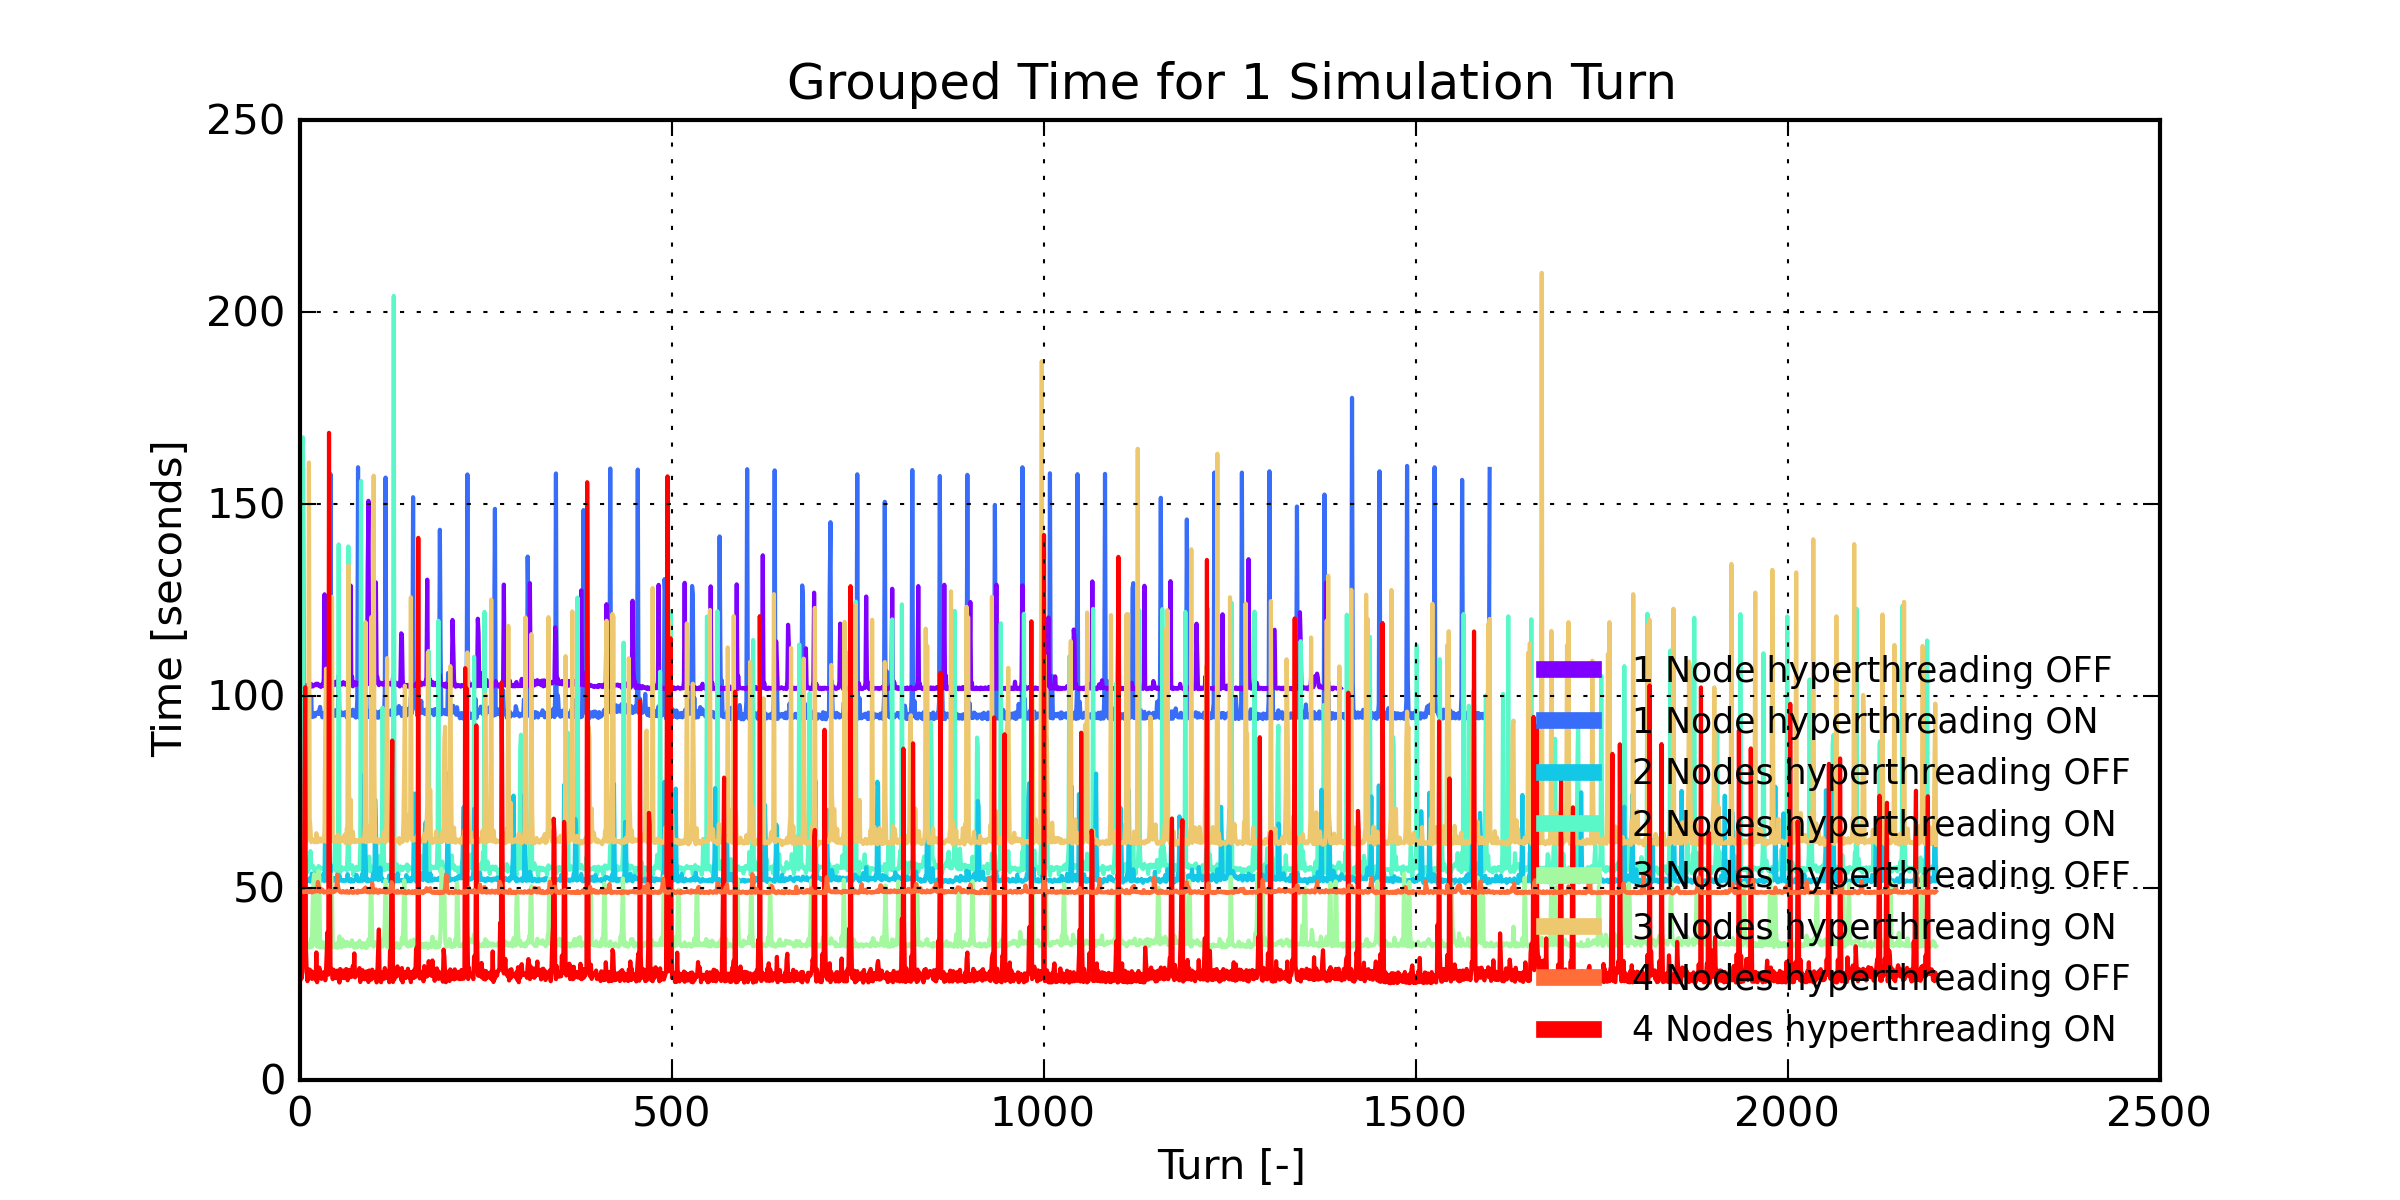 Grouped Time for 1 Simulation Turn
250
200
150
100
50
0
Time [seconds]
1 Node hyperthreading OFF
1 Node hyperthreading ON
2 Nodes hyperthreading OFF
2 Nodes hyperthreading ON
3 Nodes hyperthreading OFF
3 Nodes hyperthreading ON
4 Nodes hyperthreading OFF
4 Nodes hyperthreading ON
0 500 1000 1500 2000 2500
Turn [-]